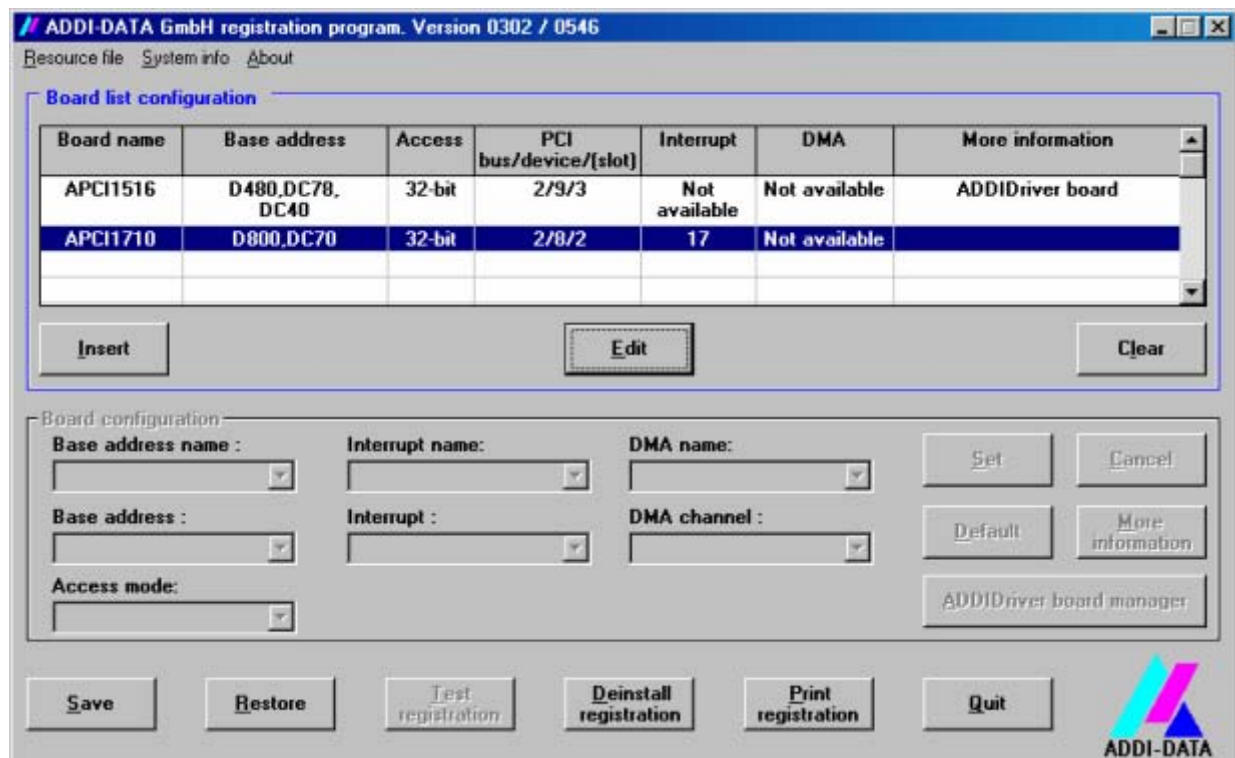 ADDI-DATA GmbH registration program. Version 0302 / 0546
Resource file System info About
Board list configuration
Board name Base address Access PCI bus/device/(slot) Interrupt DMA More information
APCI1516 D480,DC78, DC40 32-bit 2/9/3 Not available Not available ADDIDriver board
APCI1710 D800,DC70 32-bit 2/8/2 17 Not available
Insert Edit Clear
Board configuration
Base address name : Interrupt name: DMA name:
Set Cancel
Base address : Interrupt : DMA channel :
Default More information
Access mode:
ADDIDriver board manager
Save Restore Test registration Deinstall registration Print registration Quit
ADDI-DATA